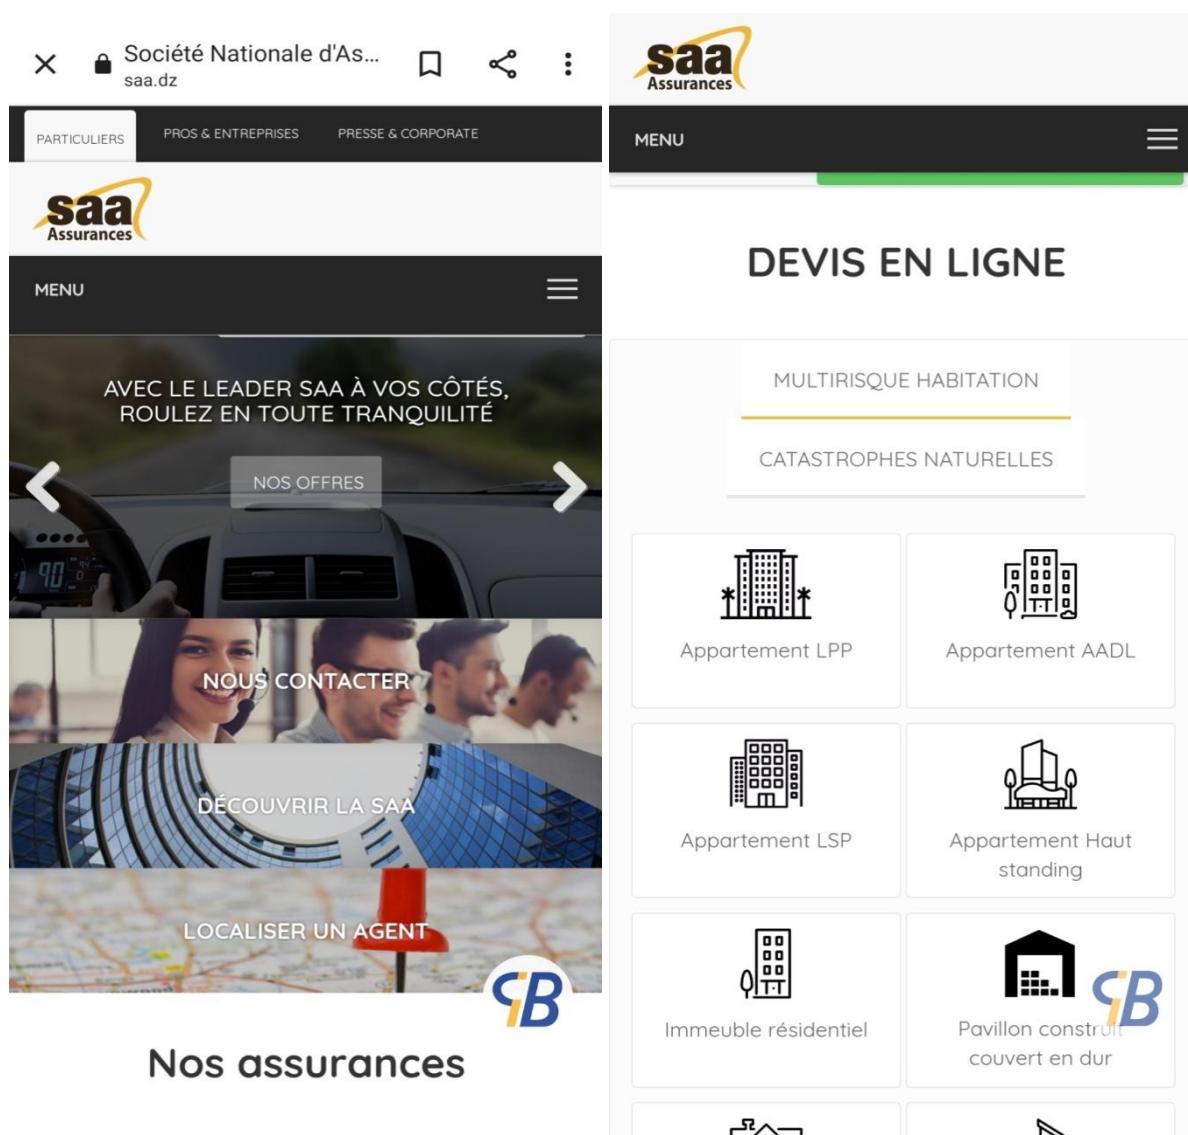 Société Nationale d'As...
saa.dz
PARTICULIERS
PROS & ENTREPRISES
PRESSE & CORPORATE
saa
Assurances
MENU
AVEC LE LEADER SAA À VOS CÔTÉS,
ROULEZ EN TOUTE TRANQUILITÉ
NOS OFFRES
90
NOUS CONTACTER
DÉCOUVRIR LA SAA
LOCALISER UN AGENT
Nos assurances
saa
Assurances
MENU
DEVIS EN LIGNE
MULTIRISQUE HABITATION
CATASTROPHES NATURELLES
Appartement LPP
Appartement AADL
Appartement LSP
Appartement Haut
standing
Immeuble résidentiel
Pavillon construit
couvert en dur